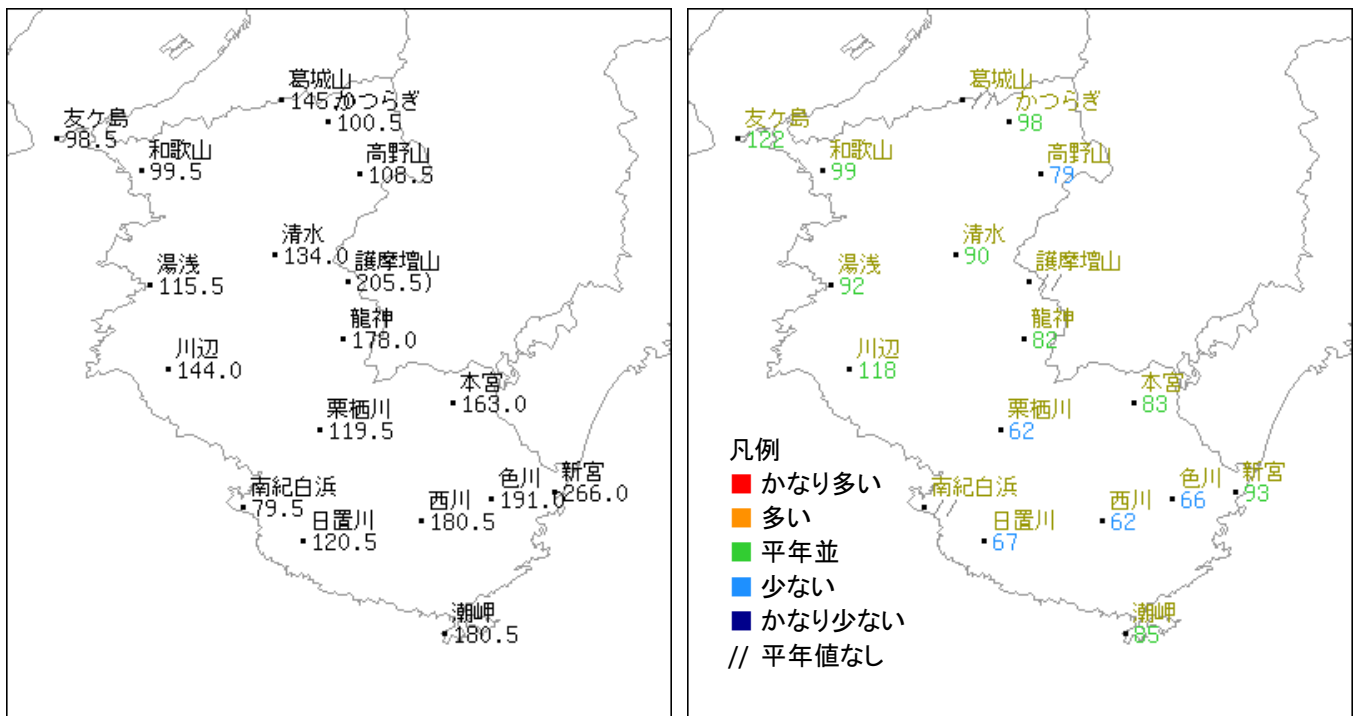 葛城山
145.0
かつらぎ
100.5
友ケ島
98.5
和歌山
99.5
高野山
108.5
清水
134.0
護摩壇山
205.5)
湯浅
115.5
龍神
178.0
川辺
144.0
本宮
163.0
栗栖川
119.5
南紀白浜
79.5
日置川
120.5
西川
180.5
色川
191.0
新宮
266.0
潮岬
180.5
葛城山
//
かつらぎ
98
友ケ島
122
和歌山
99
高野山
79
清水
90
護摩壇山
//
湯浅
92
龍神
82
川辺
118
本宮
83
栗栖川
62
南紀白浜
//
日置川
67
西川
62
色川
66
新宮
93
潮岬
85
凡例
かなり多い
多い
平年並
少ない
かなり少ない
// 平年値なし